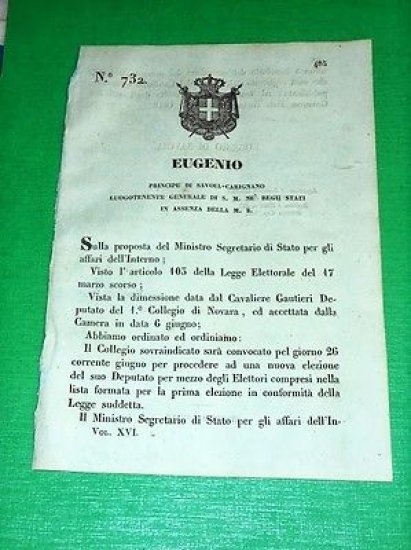 405
N.° 732.
EUGENIO
PRINCIPE DI SAVOIA-CARIGNANO
LUOGOTENENTE GENERALE DI S. M. NE' REGII STATI
IN ASSENZA DELLA M. S.
Sulla proposta del Ministro Segretario di Stato per gli
affari dell'Interno;
Visto l'articolo 105 della Legge Elettorale del 17
marzo scorso;
Vista la dimessione data dal Cavaliere Gautieri De-
putato del 1.° Collegio di Novara, ed accettata dalla
Camera in data 6 giugno;
Abbiamo ordinato ed ordiniamo:
Il Collegio sovraindicato sarà convocato pel giorno 26
corrente giugno per procedere ad una nuova elezione
del suo Deputato per mezzo degli Elettori compresi nella
lista formata per la prima elezione in conformità della
Legge suddetta.
Il Ministro Segretario di Stato per gli affari dell'In-
Vol. XVI.